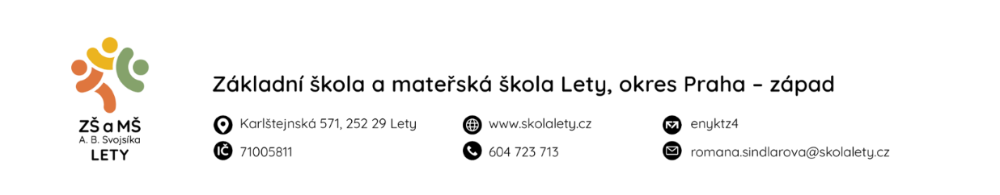 ZŠ a MŠ
A. B. Svojsíka
LETY
Základní škola a mateřská škola Lety, okres Praha – západ
Karlštejnská 571, 252 29 Lety
www.skolalety.cz
enyktz4
IČ 71005811
604 723 713
romana.sindlarova@skolalety.cz